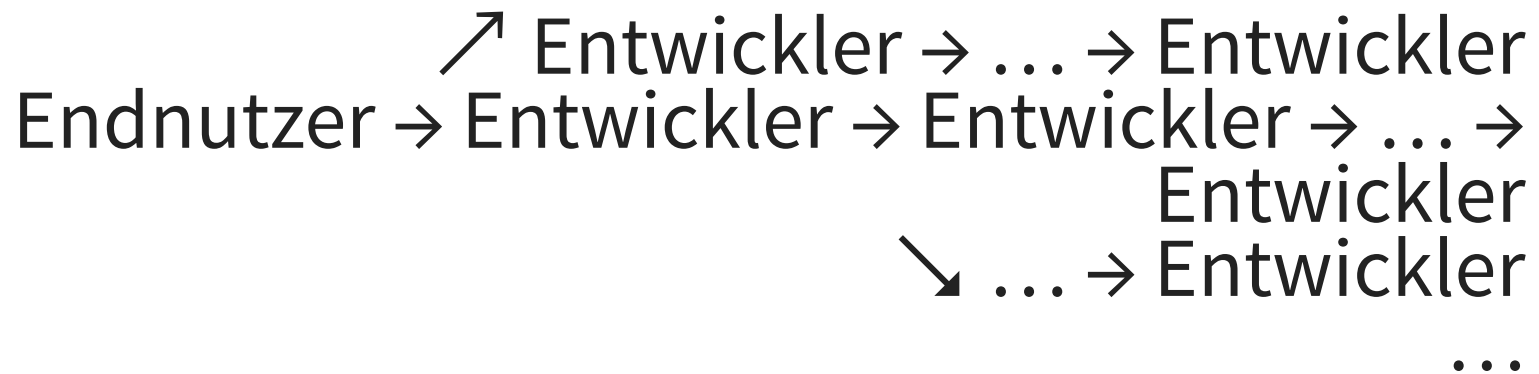 ↗ Entwickler → … → Entwickler
Endnutzer → Entwickler → Entwickler → … →
Entwickler
↘ … → Entwickler
…